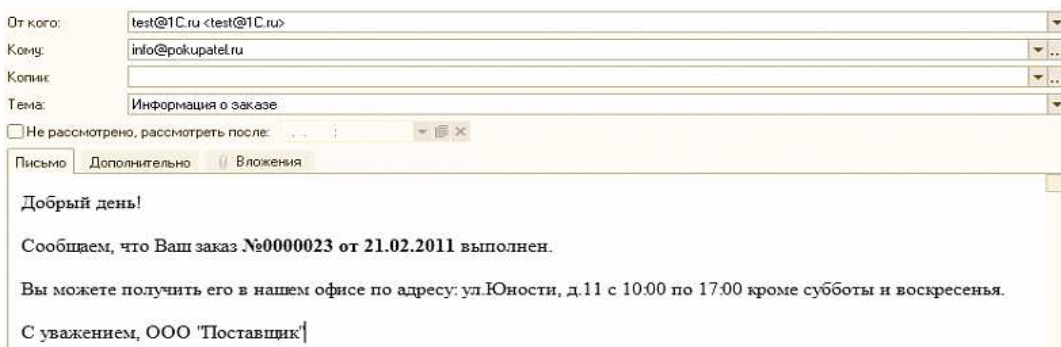 От кого: test@1C.ru <test@1C.ru>
Кому: info@pokupatel.ru
Копии:
Тема: Информация о заказе
Не рассмотрено, рассмотреть после: . . :
Письмо Дополнительно Вложения
Добрый день!
Сообщаем, что Ваш заказ №0000023 от 21.02.2011 выполнен.
Вы можете получить его в нашем офисе по адресу: ул.Юности, д.11 с 10:00 по 17:00 кроме субботы и воскресенья.
С уважением, ООО "Поставщик"